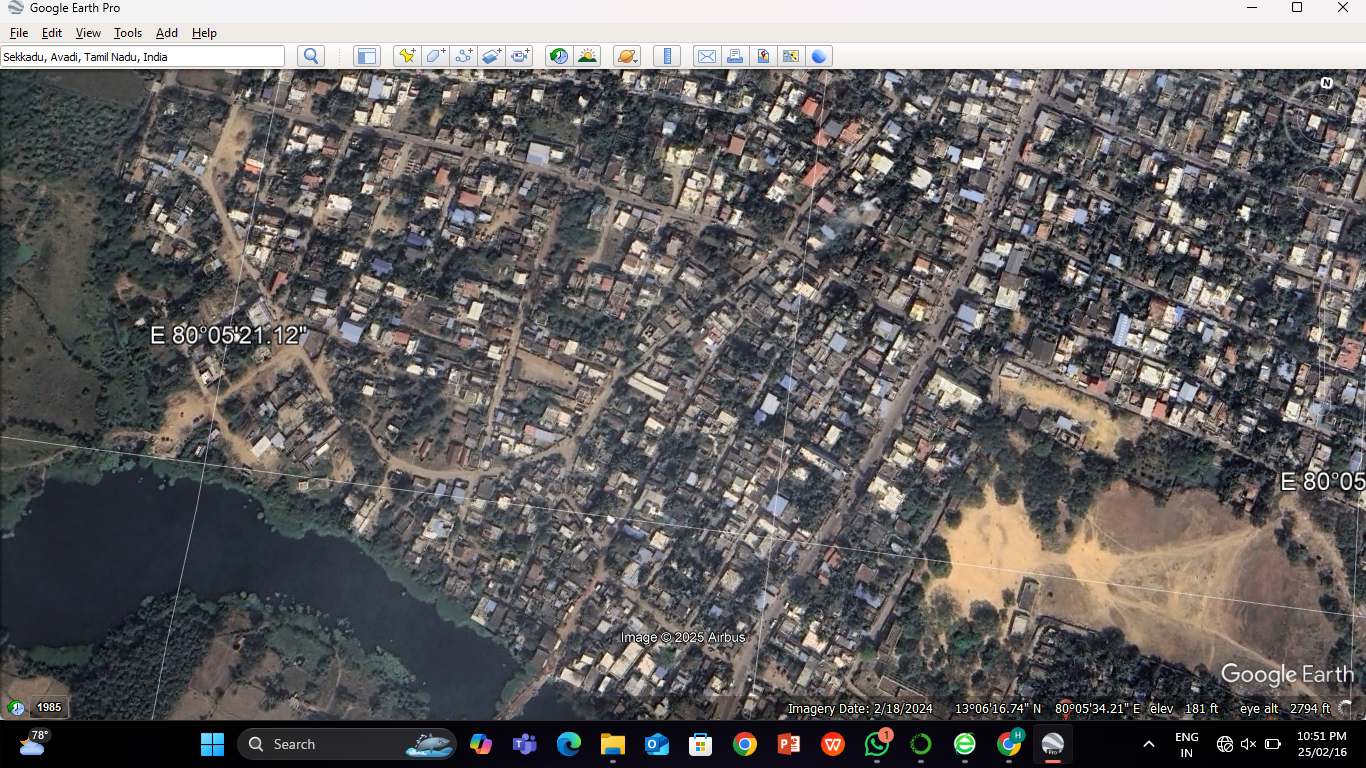 Google Earth Pro
File Edit View Tools Add Help
Sekkadu, Avadi, Tamil Nadu, India
N
E 80°05'21.12"
E 80°05
Image © 2025 Airbus
Google Earth
1985
Imagery Date: 2/18/2024 13°06'16.74" N 80°05'34.21" E elev 181 ft eye alt 2794 ft
78°
Search
1
H
Pro
ENG
IN
10:51 PM
25/02/16